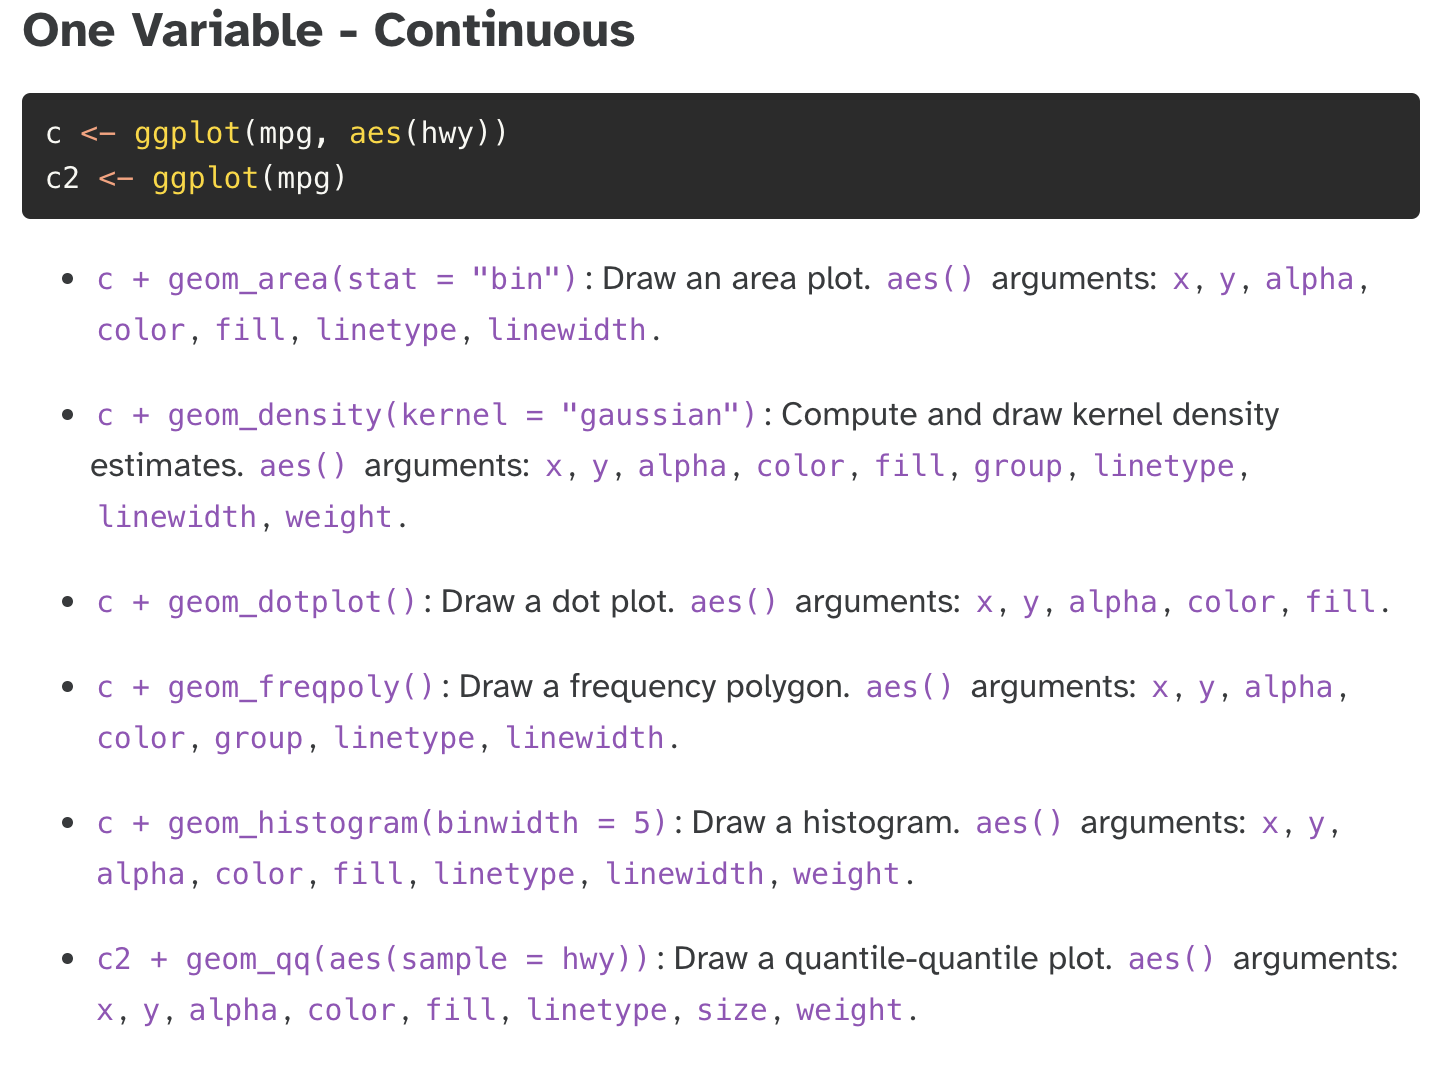 One Variable - Continuous
c <- ggplot(mpg, aes(hwy))
c2 <- ggplot(mpg)
• c + geom_area(stat = "bin"): Draw an area plot. aes() arguments: x, y, alpha,
color, fill, linetype, linewidth.
• c + geom_density(kernel = "gaussian"): Compute and draw kernel density
estimates. aes() arguments: x, y, alpha, color, fill, group, linetype,
linewidth, weight.
• c + geom_dotplot(): Draw a dot plot. aes() arguments: x, y, alpha, color, fill.
• c + geom_freqpoly(): Draw a frequency polygon. aes() arguments: x, y, alpha,
color, group, linetype, linewidth.
• c + geom_histogram(binwidth = 5): Draw a histogram. aes() arguments: x, y,
alpha, color, fill, linetype, linewidth, weight.
• c2 + geom_qq(aes(sample = hwy)): Draw a quantile-quantile plot. aes() arguments:
x, y, alpha, color, fill, linetype, size, weight.